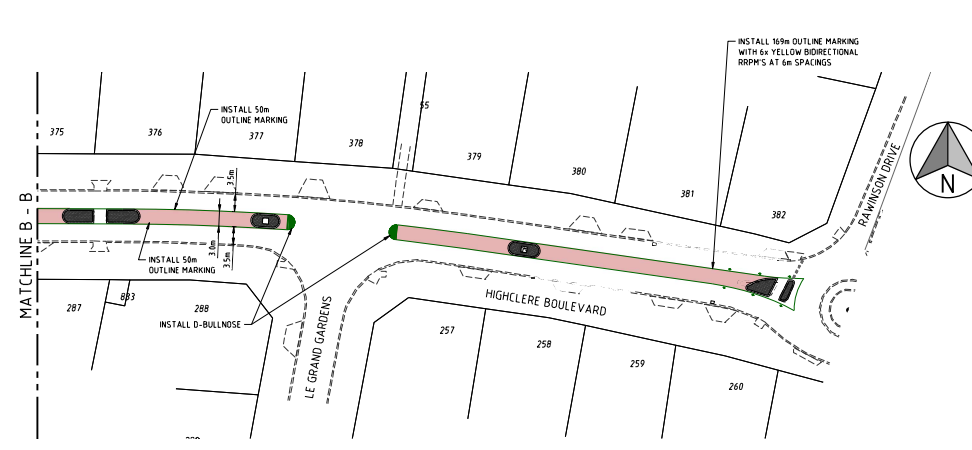 INSTALL 169m OUTLINE MARKING
WITH 6x YELLOW BIDIRECTIONAL
RRPM'S AT 6m SPACINGS
INSTALL 50m
OUTLINE MARKING
55
375
376
377
378
379
380
381
382
RAWINSON DRIVE
N
3.5m
3.0m
3.5m
MATCHLINE B - B
INSTALL 50m
OUTLINE MARKING
HIGHCLERE BOULEVARD
287
883
288
INSTALL D-BULLNOSE
LE GRAND GARDENS
257
258
259
260